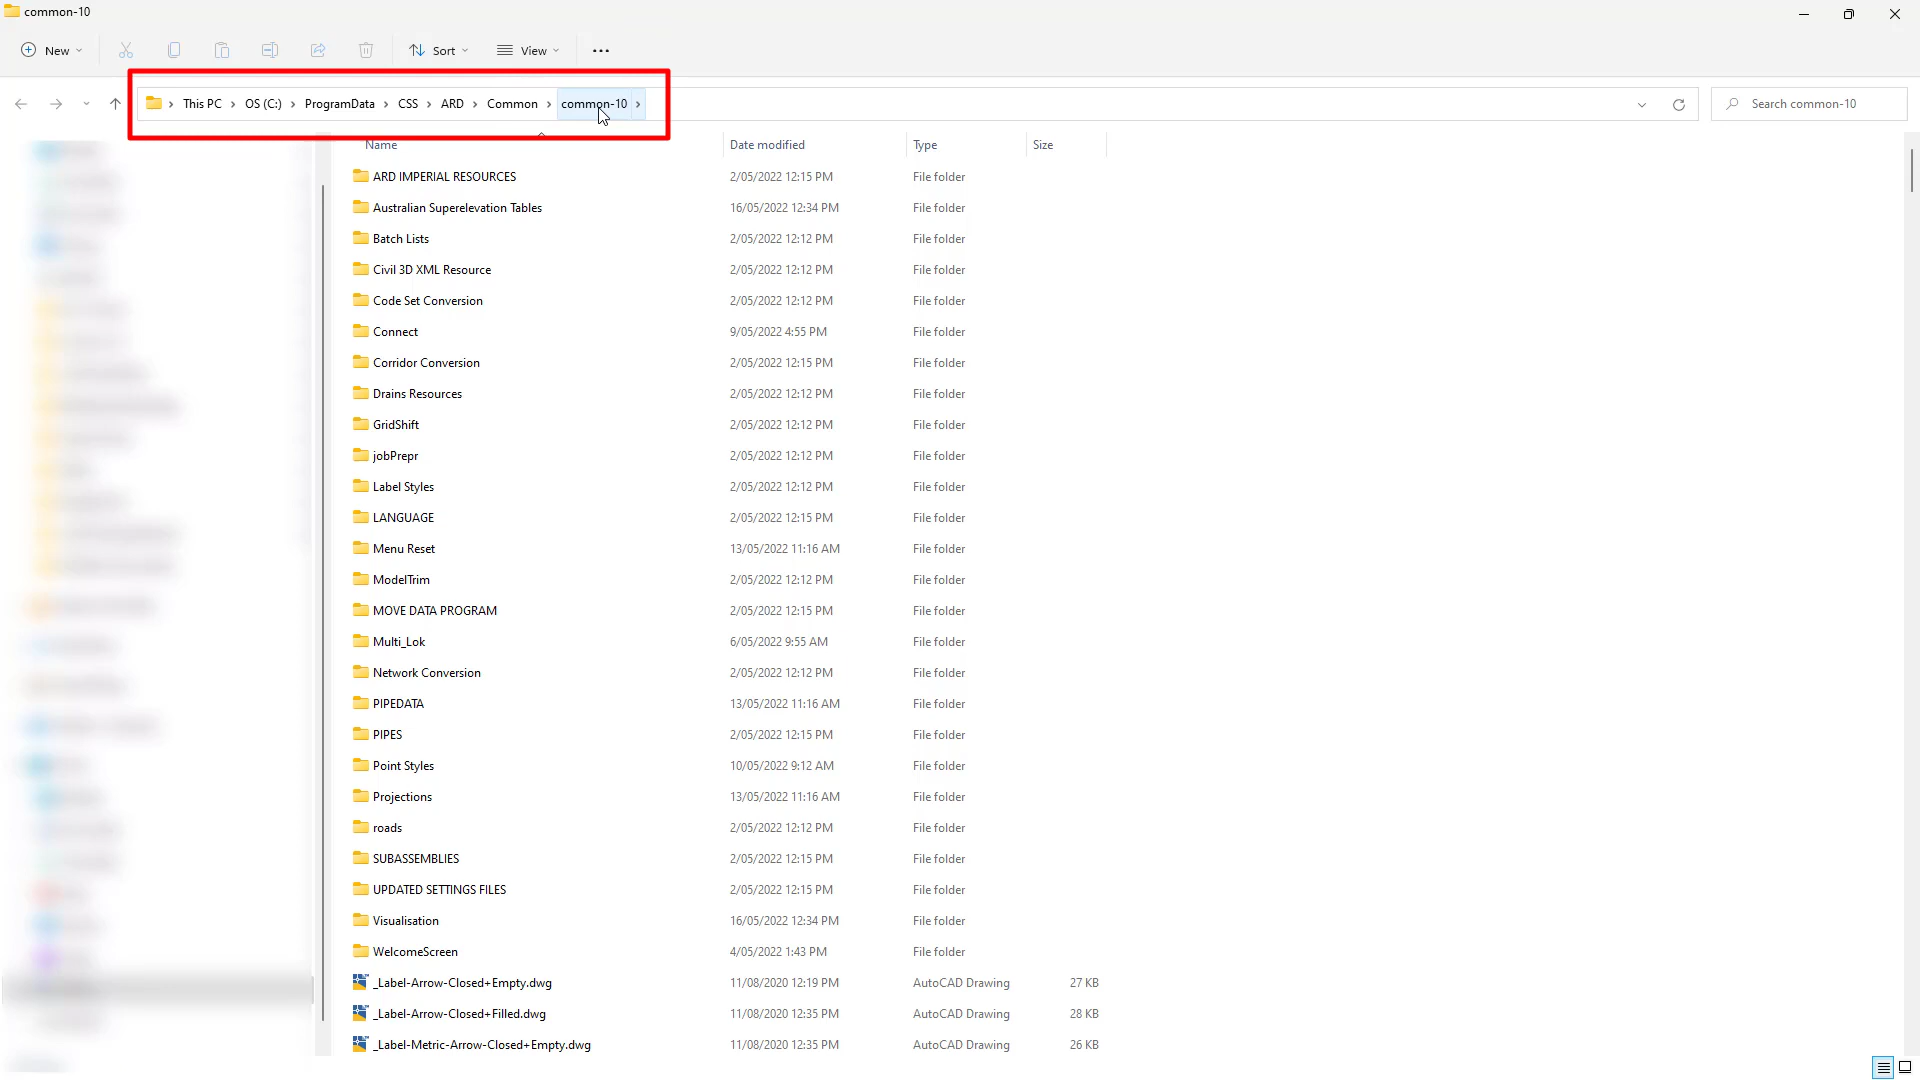 common-10
New Sort View
This PC OS (C:) ProgramData CSS ARD Common common-10 Search common-10
Name Date modified Type Size
ARD IMPERIAL RESOURCES 2/05/2022 12:15 PM File folder
Australian Superelevation Tables 16/05/2022 12:34 PM File folder
Batch Lists 2/05/2022 12:12 PM File folder
Civil 3D XML Resource 2/05/2022 12:12 PM File folder
Code Set Conversion 2/05/2022 12:12 PM File folder
Connect 9/05/2022 4:55 PM File folder
Corridor Conversion 2/05/2022 12:15 PM File folder
Drains Resources 2/05/2022 12:12 PM File folder
GridShift 2/05/2022 12:12 PM File folder
jobPrepr 2/05/2022 12:12 PM File folder
Label Styles 2/05/2022 12:12 PM File folder
LANGUAGE 2/05/2022 12:15 PM File folder
Menu Reset 13/05/2022 11:16 AM File folder
ModelTrim 2/05/2022 12:12 PM File folder
MOVE DATA PROGRAM 2/05/2022 12:15 PM File folder
Multi_Lok 6/05/2022 9:55 AM File folder
Network Conversion 2/05/2022 12:12 PM File folder
PIPEDATA 13/05/2022 11:16 AM File folder
PIPES 2/05/2022 12:15 PM File folder
Point Styles 10/05/2022 9:12 AM File folder
Projections 13/05/2022 11:16 AM File folder
roads 2/05/2022 12:12 PM File folder
SUBASSEMBLIES 2/05/2022 12:15 PM File folder
UPDATED SETTINGS FILES 2/05/2022 12:15 PM File folder
Visualisation 16/05/2022 12:34 PM File folder
WelcomeScreen 4/05/2022 1:43 PM File folder
_Label-Arrow-Closed+Empty.dwg 11/08/2020 12:19 PM AutoCAD Drawing 27 KB
_Label-Arrow-Closed+Filled.dwg 11/08/2020 12:35 PM AutoCAD Drawing 28 KB
_Label-Metric-Arrow-Closed+Empty.dwg 11/08/2020 12:35 PM AutoCAD Drawing 26 KB